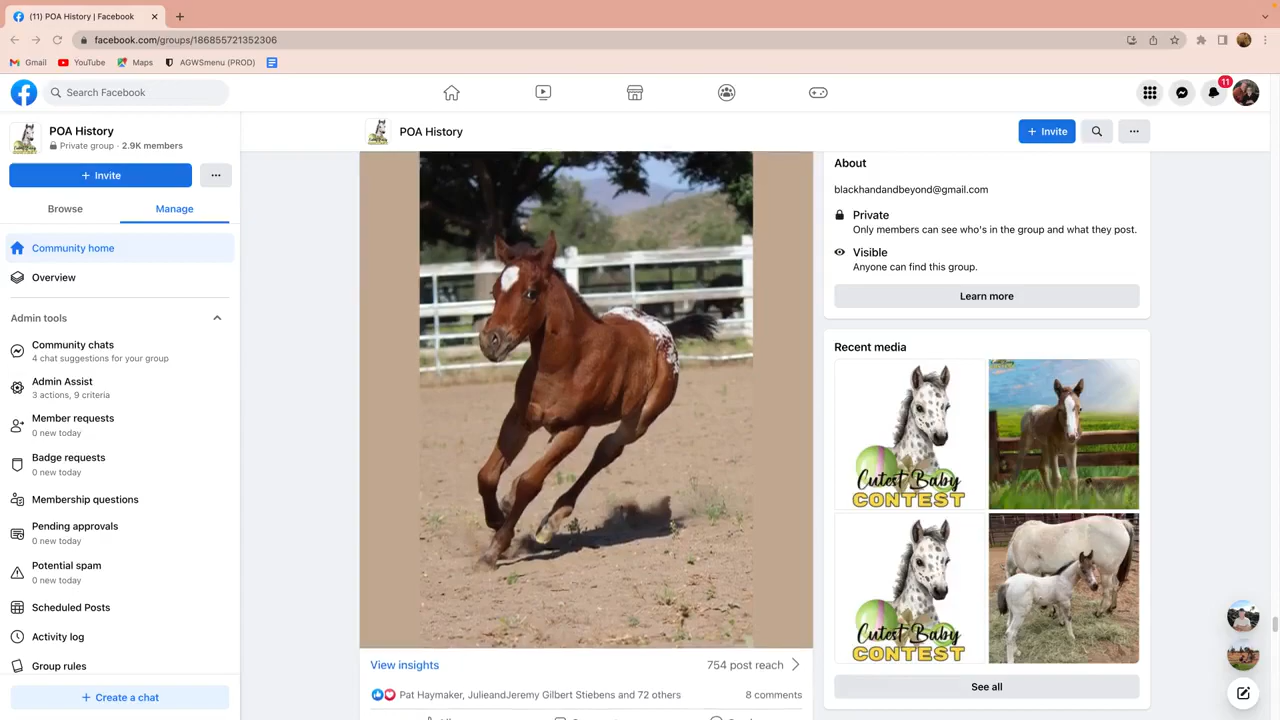 (11) POA History | Facebook
facebook.com/groups/186855721352306
Gmail
YouTube
Maps
AGWSmenu (PROD)
Search Facebook
11
POA History
Private group · 2.9K members
+ Invite
Browse
Manage
Community home
Overview
Admin tools
Community chats
4 chat suggestions for your group
Admin Assist
3 actions, 9 criteria
Member requests
0 new today
Badge requests
0 new today
Membership questions
Pending approvals
0 new today
Potential spam
0 new today
Scheduled Posts
Activity log
Group rules
+ Create a chat
POA History
+ Invite
View insights
754 post reach
Pat Haymaker, JulieandJeremy Gilbert Stiebens and 72 others
8 comments
About
blackhandandbeyond@gmail.com
Private
Only members can see who's in the group and what they post.
Visible
Anyone can find this group.
Learn more
Recent media
Cutest Baby
CONTEST
Cutest Baby
CONTEST
See all